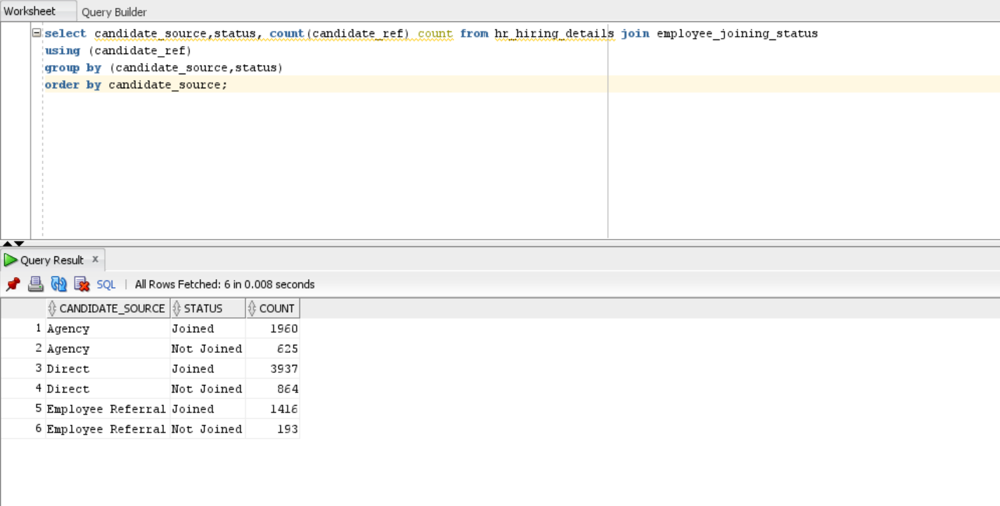 Worksheet Query Builder
select candidate_source,status, count(candidate_ref) count from hr_hiring_details join employee_joining_status
using (candidate_ref)
group by (candidate_source,status)
order by candidate_source;
Query Result x
SQL | All Rows Fetched: 6 in 0.008 seconds
CANDIDATE_SOURCE STATUS COUNT
1 Agency Joined 1960
2 Agency Not Joined 625
3 Direct Joined 3937
4 Direct Not Joined 864
5 Employee Referral Joined 1416
6 Employee Referral Not Joined 193